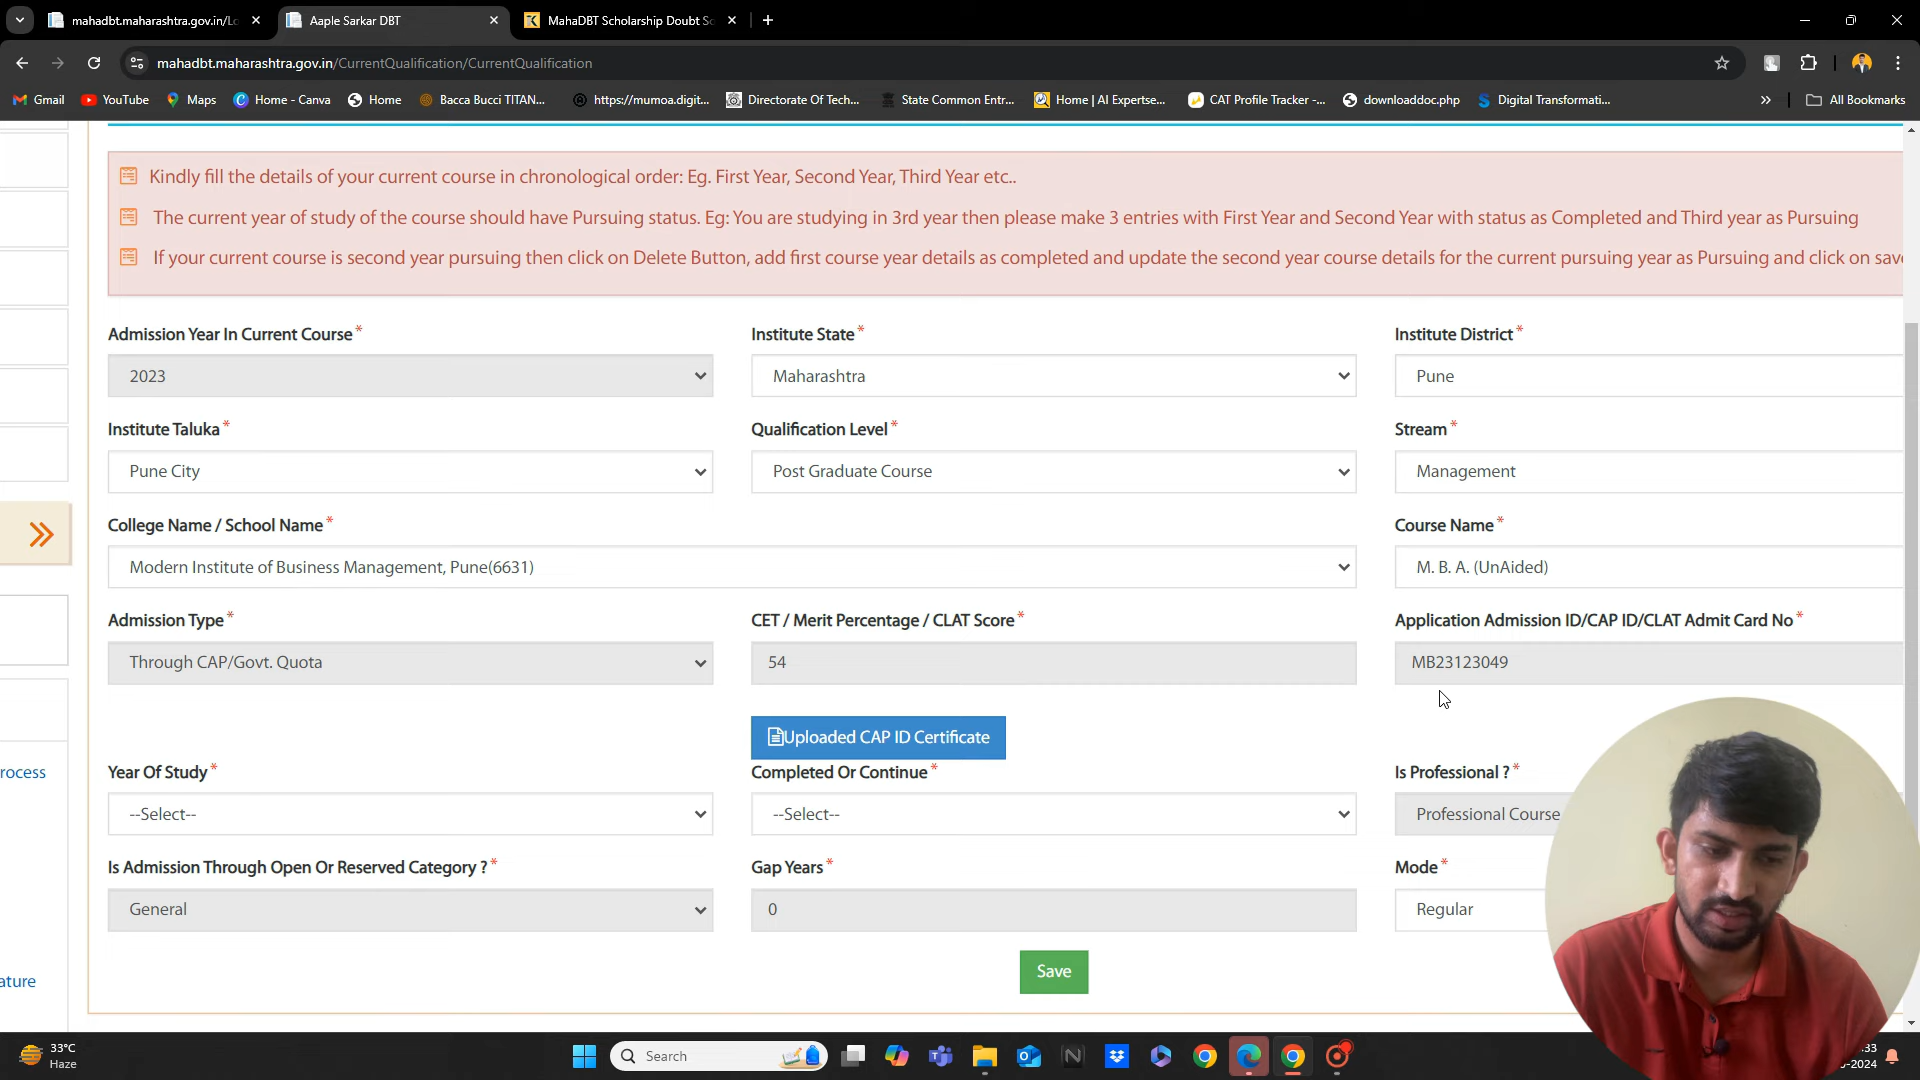 mahadbt.maharashtra.gov.in/Lo
Aaple Sarkar DBT
MahaDBT Scholarship Doubt So
mahadbt.maharashtra.gov.in/CurrentQualification/CurrentQualification
Gmail YouTube Maps Home - Canva Home Bacca Bucci TITAN... https://mumoa.digit... Directorate Of Tech... State Common Entr... Home | AI Expertse... CAT Profile Tracker -... downloaddoc.php Digital Transformati... » All Bookmarks
Kindly fill the details of your current course in chronological order: Eg. First Year, Second Year, Third Year etc..
The current year of study of the course should have Pursuing status. Eg: You are studying in 3rd year then please make 3 entries with First Year and Second Year with status as Completed and Third year as Pursuing
If your current course is second year pursuing then click on Delete Button, add first course year details as completed and update the second year course details for the current pursuing year as Pursuing and click on save
Admission Year In Current Course* Institute State* Institute District*
2023 Maharashtra Pune
Institute Taluka* Qualification Level* Stream*
Pune City Post Graduate Course Management
College Name / School Name* Course Name*
Modern Institute of Business Management, Pune(6631) M. B. A. (UnAided)
Admission Type* CET / Merit Percentage / CLAT Score* Application Admission ID/CAP ID/CLAT Admit Card No*
Through CAP/Govt. Quota 54 MB23123049
Uploaded CAP ID Certificate
rocess
Year Of Study* Completed Or Continue* Is Professional ?*
--Select-- --Select-- Professional Course
Is Admission Through Open Or Reserved Category ?* Gap Years* Mode*
General 0 Regular
Save
ature
33°C
Haze
Search
:33
-2024